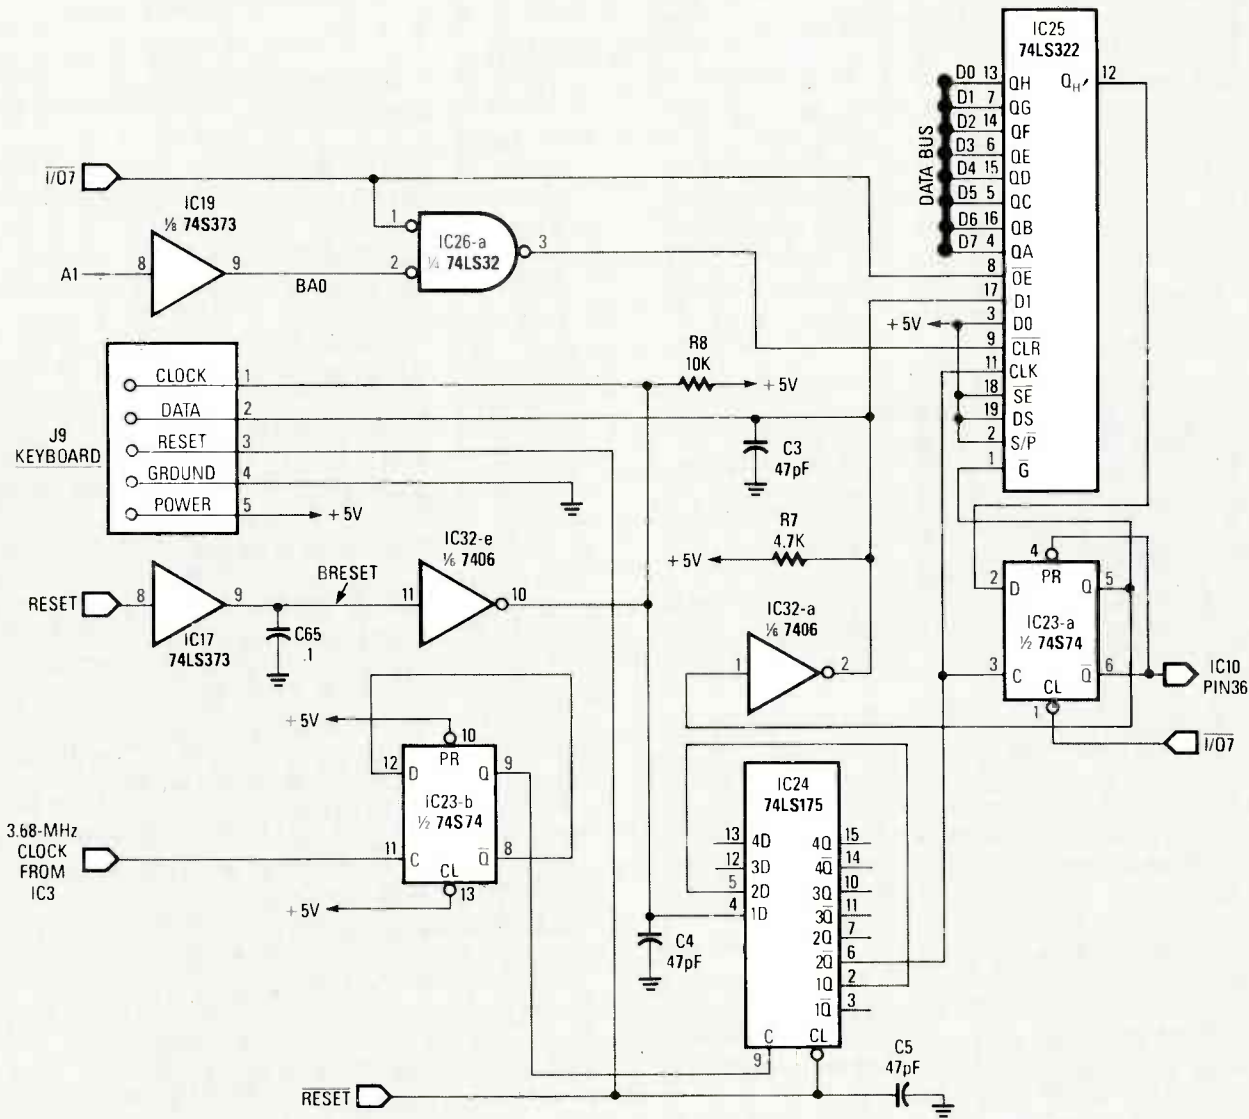 IC25
74LS322
D0 13 QH
QH′ 12
D1 7 QG
D2 14 QF
D3 6 QE
D4 15 QD
D5 5 QC
D6 16 QB
D7 4 QA
DATA BUS
8 OE
17 D1
+5V 3 D0
9 CLR
11 CLK
18 SE
19 DS
2 S/P
1 G
I/O7
IC19
⅛ 74S373
A1 8 9
BA0
1
2
3
IC26-a
¼ 74LS32
J9
KEYBOARD
CLOCK 1
DATA 2
RESET 3
GROUND 4
POWER 5
+5V
R8
10K
+5V
C3
47pF
R7
4.7K
+5V
RESET 8 9
IC17
74LS373
BRESET
C65
.1
IC32-e
⅙ 7406
11 10
IC32-a
⅙ 7406
1 2
4
PR
2 D
Q 5
IC23-a
½ 74S74
3 C
Q 6
CL
1
IC10
PIN36
I/O7
+5V
10
PR
12 D
Q 9
IC23-b
½ 74S74
11 C
Q 8
CL
13
+5V
3.68-MHz
CLOCK
FROM
IC3
IC24
74LS175
13 4D
12 3D
5 2D
4 1D
4Q 15
4Q 14
3Q 10
3Q 11
2Q 7
2Q 6
1Q 2
1Q 3
C
9
CL
C4
47pF
C5
47pF
RESET